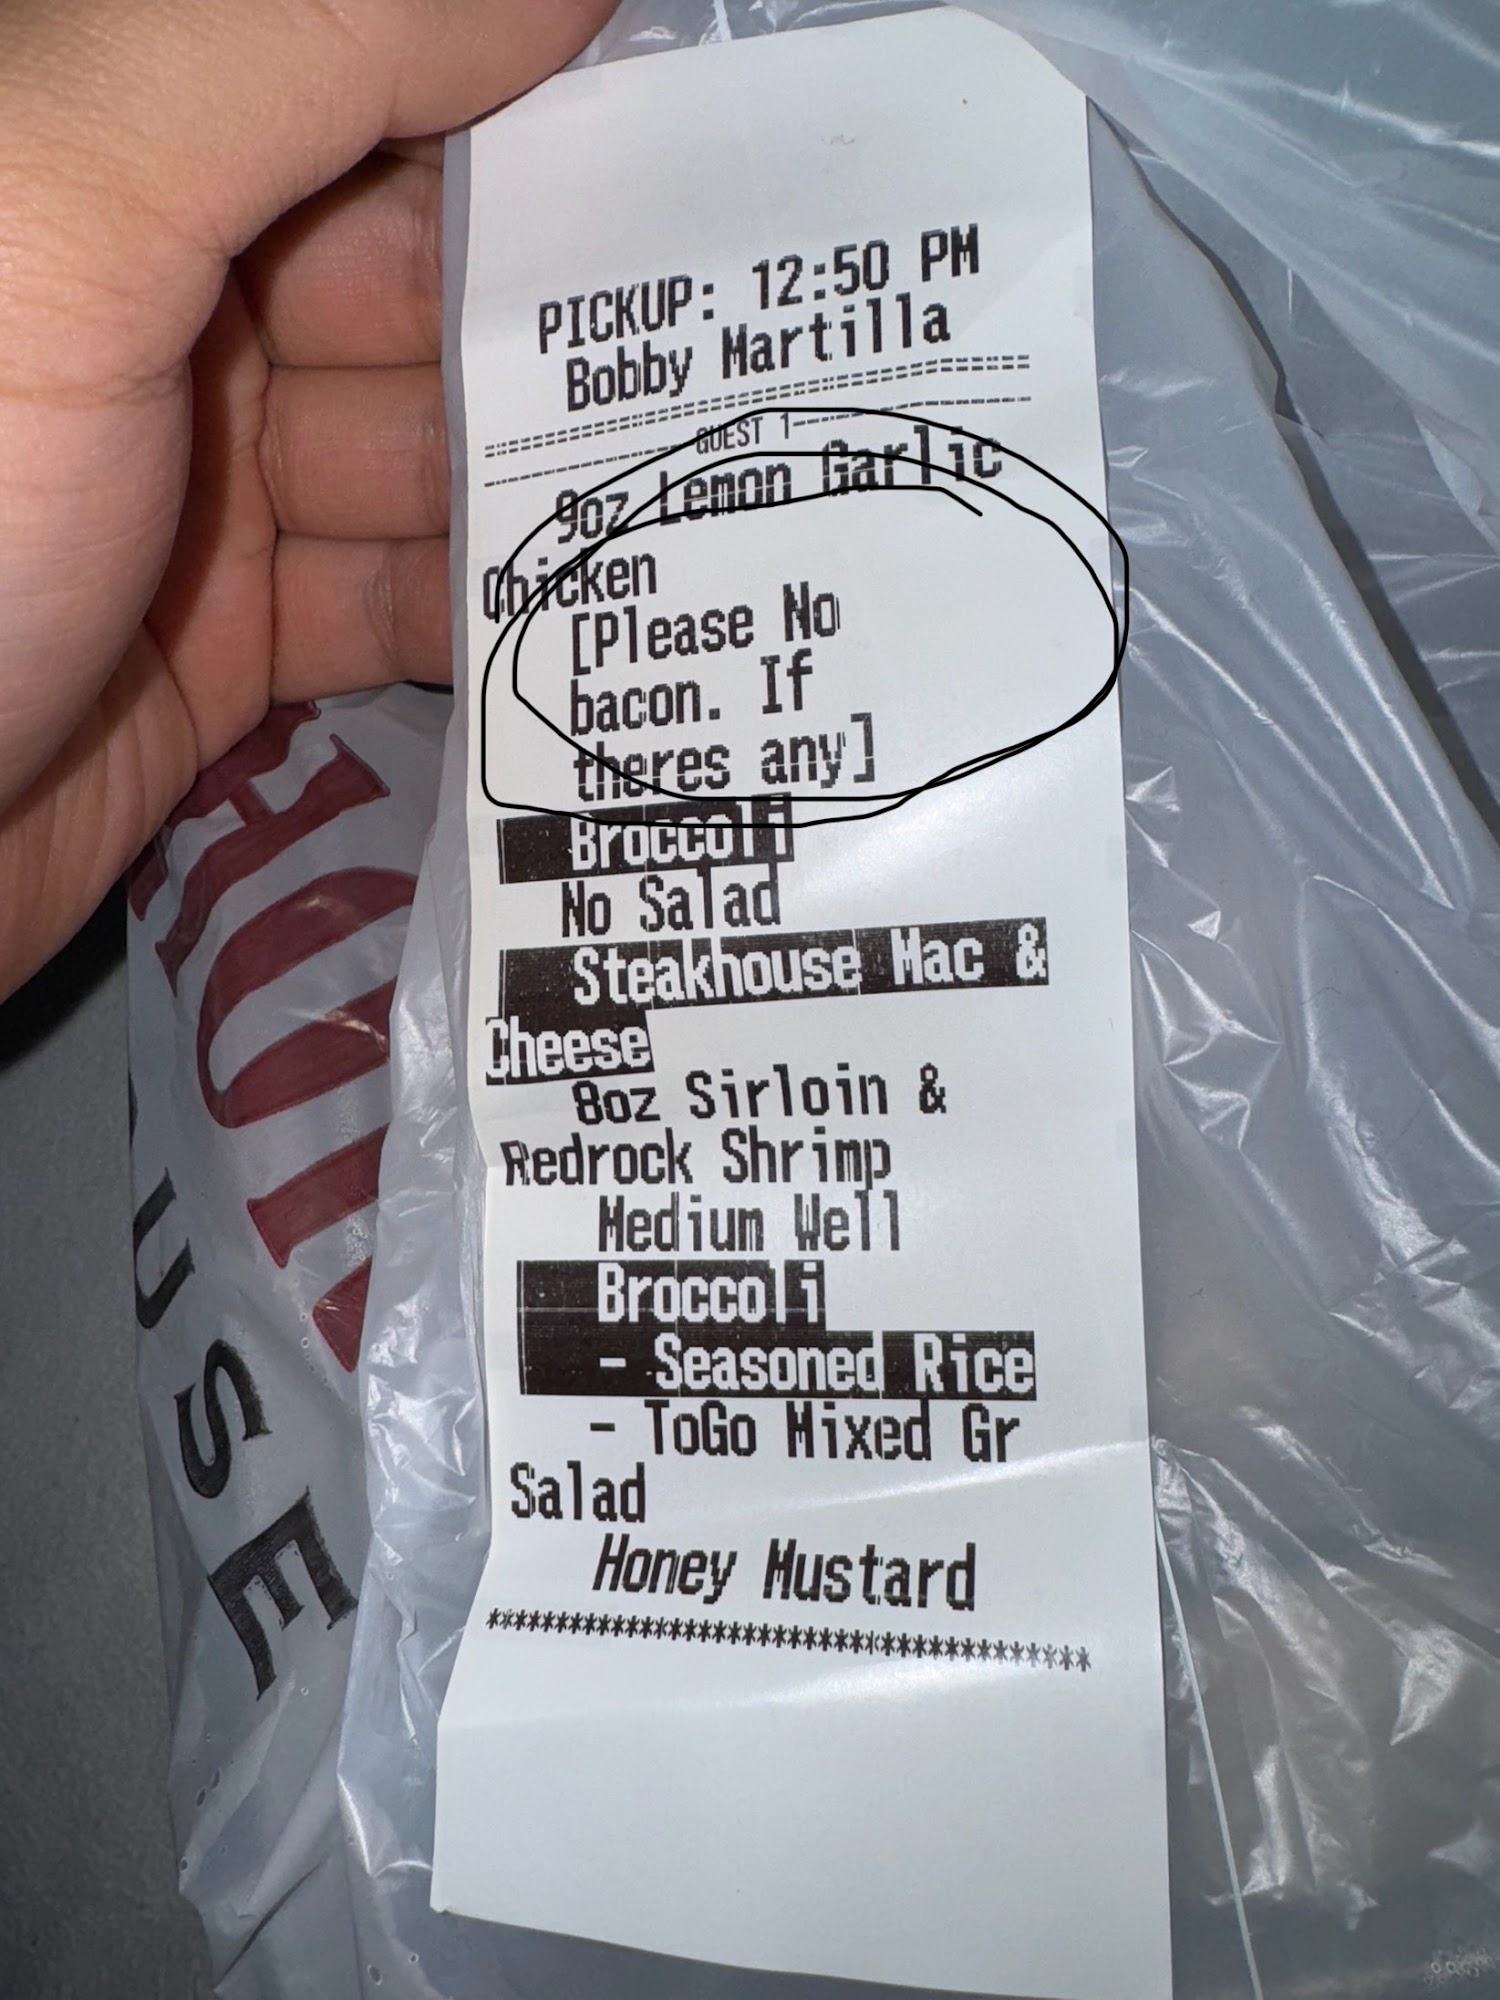 PICKUP: 12:50 PM
Bobby Martilla
GUEST 1
9oz Lemon Garlic
Chicken
[Please No
bacon. If
theres any]
Broccoli
No Salad
Steakhouse Mac &
Cheese
8oz Sirloin &
Redrock Shrimp
Medium Well
Broccoli
- Seasoned Rice
- ToGo Mixed Gr
Salad
Honey Mustard
*******************************************
USE